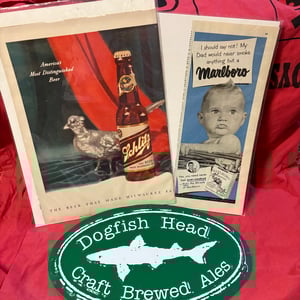 America's
Most Distinguished
Beer
Schlitz
THE BEER THAT MADE MILWAUKEE
I should say not! My
Dad would never smoke
anything but a
Marlboro
Dogfish Head
Craft Brewed Ales